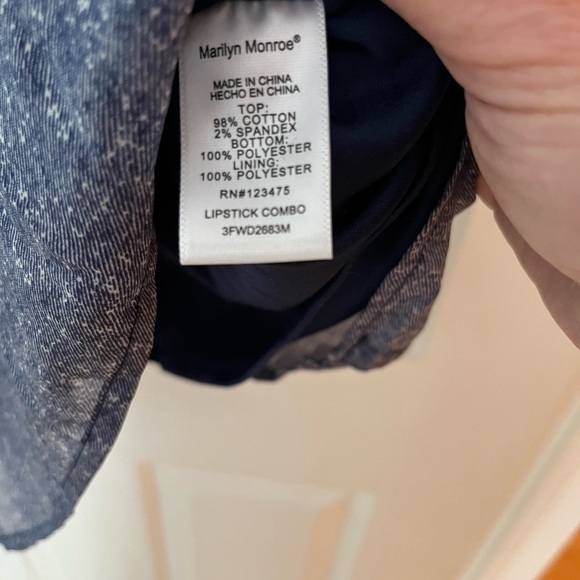 Marilyn Monroe®
MADE IN CHINA
HECHO EN CHINA
TOP:
98% COTTON
2% SPANDEX
BOTTOM:
100% POLYESTER
LINING:
100% POLYESTER
RN#123475
LIPSTICK COMBO
3FWD2683M